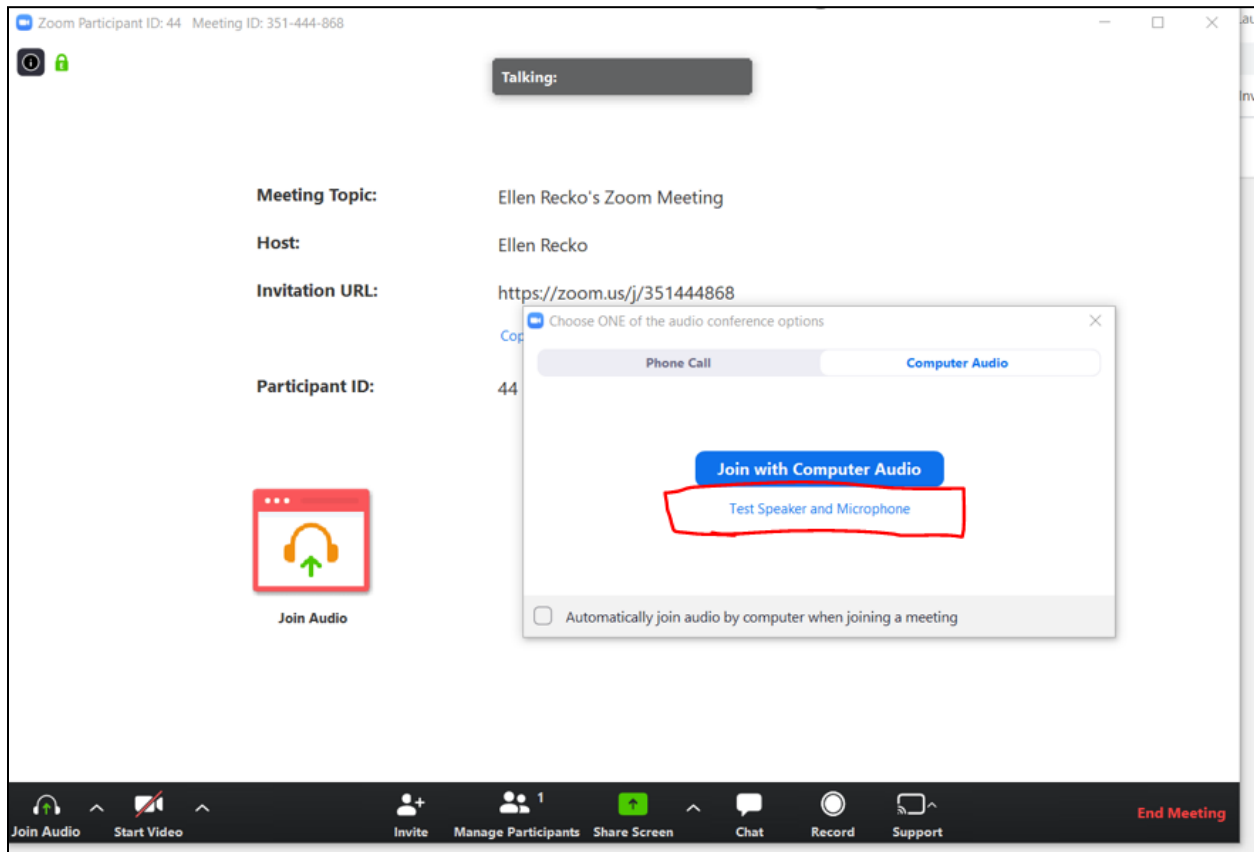 Zoom Participant ID: 44 Meeting ID: 351-444-868
Talking:
Meeting Topic: Ellen Recko's Zoom Meeting
Host: Ellen Recko
Invitation URL: https://zoom.us/j/351444868
Participant ID: 44
Choose ONE of the audio conference options
Phone Call Computer Audio
Join with Computer Audio
Test Speaker and Microphone
Automatically join audio by computer when joining a meeting
Join Audio
1
Join Audio Start Video Invite Manage Participants Share Screen Chat Record Support End Meeting